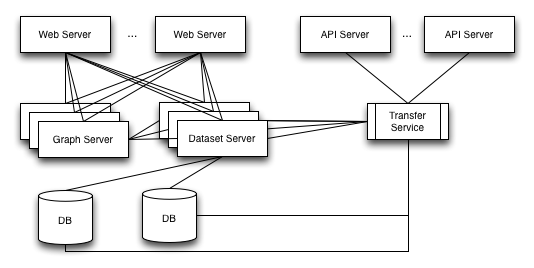 Web Server
...
Web Server
API Server
...
API Server
Graph Server
Dataset Server
Transfer
Service
DB
DB